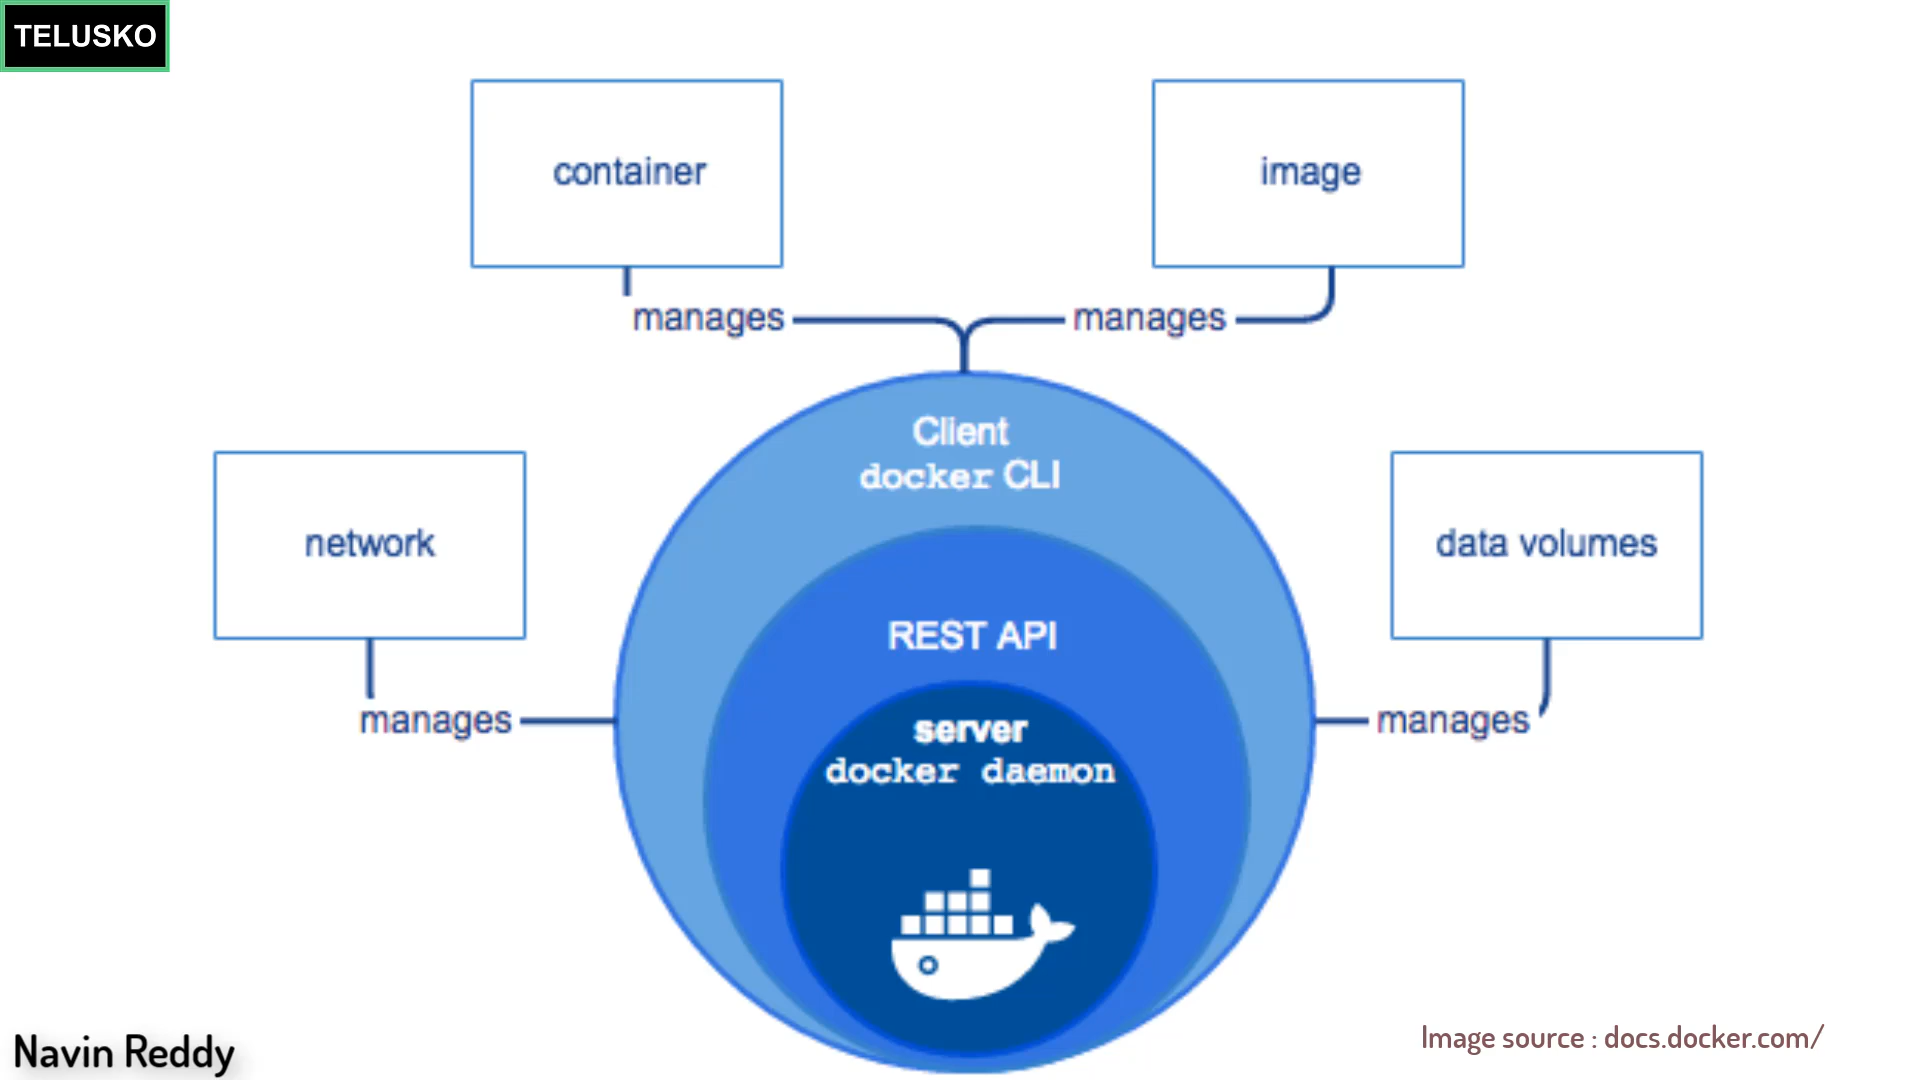 TELUSKO
container
image
manages
manages
Client
docker CLI
network
data volumes
REST API
manages
server
docker daemon
manages
Navin Reddy
Image source : docs.docker.com/